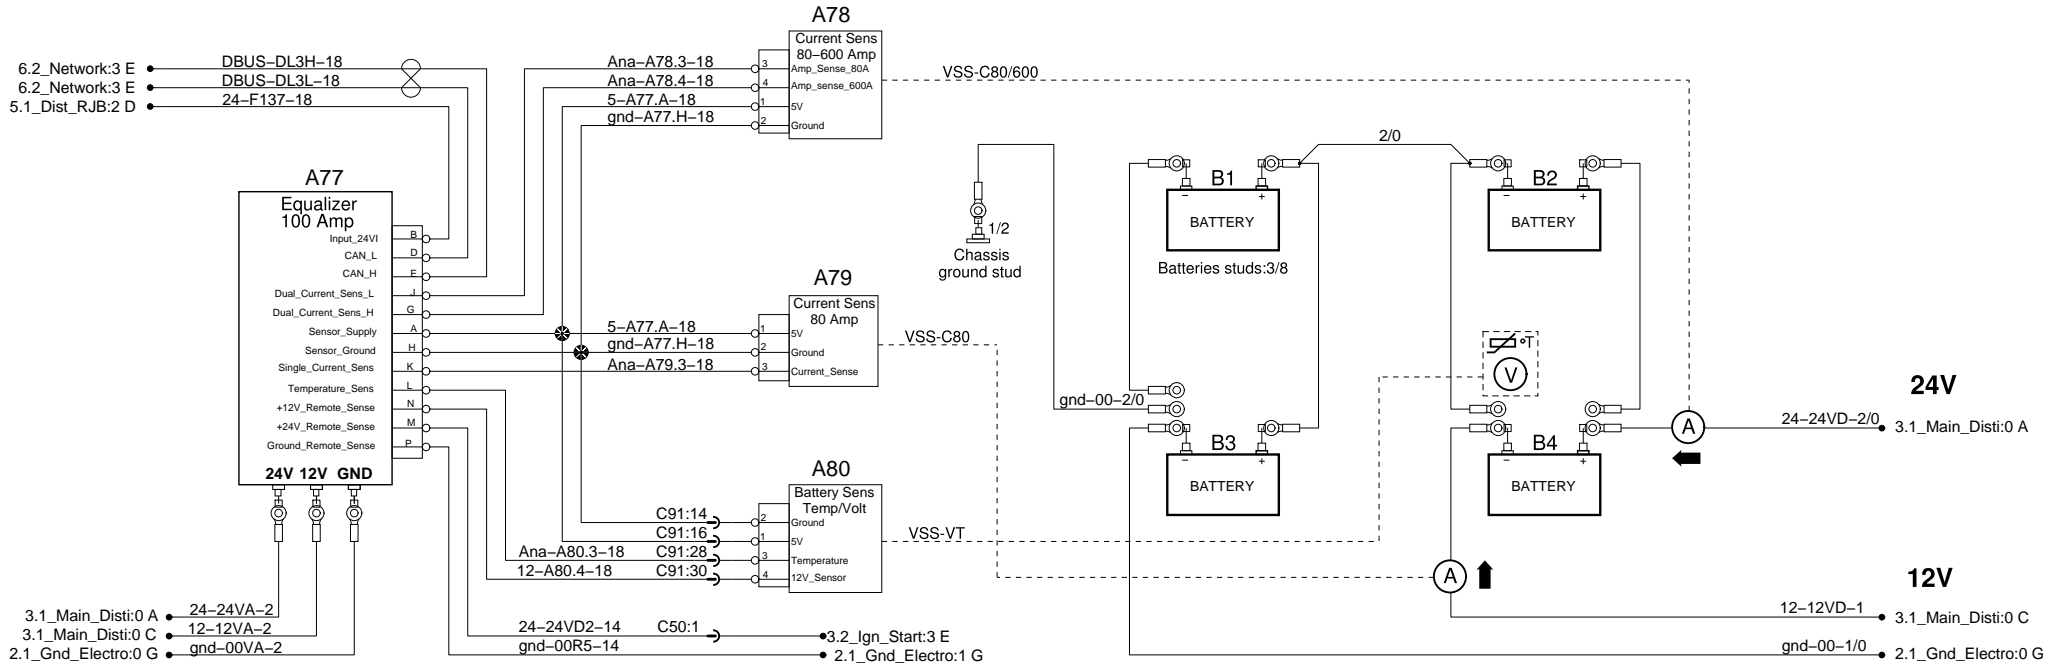 A78
Current Sens
80-600 Amp
3 Amp_Sense_80A
4 Amp_sense_600A
1 5V
2 Ground
6.2_Network:3 E DBUS-DL3H-18
6.2_Network:3 E DBUS-DL3L-18
5.1_Dist_RJB:2 D 24-F137-18
Ana-A78.3-18
Ana-A78.4-18
5-A77.A-18
gnd-A77.H-18
VSS-C80/600
A77
Equalizer
100 Amp
Input_24VI B
CAN_L D
CAN_H E
Dual_Current_Sens_L J
Dual_Current_Sens_H G
Sensor_Supply A
Sensor_Ground H
Single_Current_Sens K
Temperature_Sens L
+12V_Remote_Sense N
+24V_Remote_Sense M
Ground_Remote_Sense P
24V 12V GND
A79
Current Sens
80 Amp
1 5V
2 Ground
3 Current_Sense
5-A77.A-18
gnd-A77.H-18
Ana-A79.3-18
VSS-C80
A80
Battery Sens
Temp/Volt
2 Ground
1 5V
3 Temperature
4 12V_Sensor
C91:14
C91:16
Ana-A80.3-18 C91:28
12-A80.4-18 C91:30
VSS-VT
1/2
Chassis
ground stud
gnd-00-2/0
2/0
B1
- +
BATTERY
Batteries studs:3/8
B2
- +
BATTERY
°T
V
B3
- +
BATTERY
B4
- +
BATTERY
A
A
24V
24-24VD-2/0 3.1_Main_Disti:0 A
12V
12-12VD-1 3.1_Main_Disti:0 C
gnd-00-1/0 2.1_Gnd_Electro:0 G
3.1_Main_Disti:0 A 24-24VA-2
3.1_Main_Disti:0 C 12-12VA-2
2.1_Gnd_Electro:0 G gnd-00VA-2
24-24VD2-14 C50:1 3.2_Ign_Start:3 E
gnd-00R5-14 2.1_Gnd_Electro:1 G